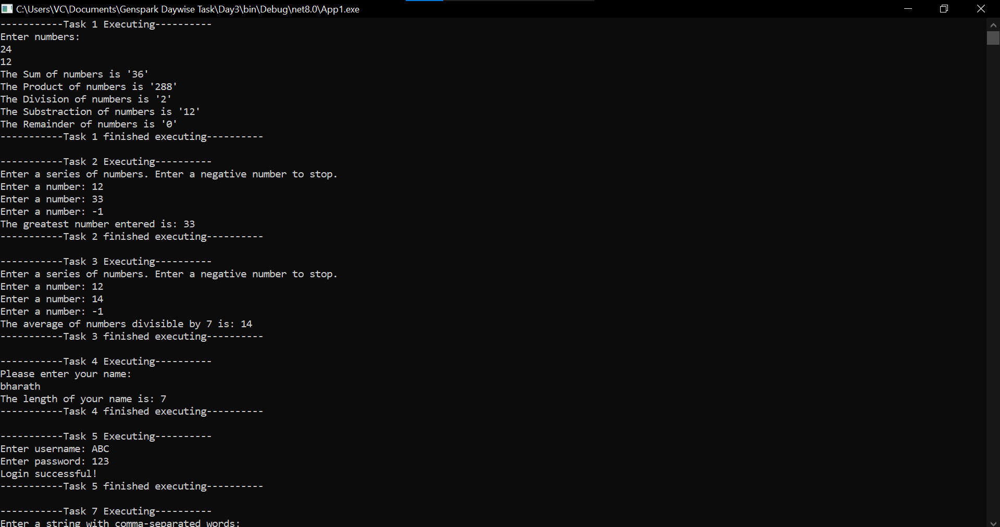 C:\Users\VC\Documents\Genspark Daywise Task\Day3\bin\Debug\net8.0\App1.exe
-----------Task 1 Executing----------
Enter numbers:
24
12
The Sum of numbers is '36'
The Product of numbers is '288'
The Division of numbers is '2'
The Substraction of numbers is '12'
The Remainder of numbers is '0'
-----------Task 1 finished executing----------
-----------Task 2 Executing----------
Enter a series of numbers. Enter a negative number to stop.
Enter a number: 12
Enter a number: 33
Enter a number: -1
The greatest number entered is: 33
-----------Task 2 finished executing----------
-----------Task 3 Executing----------
Enter a series of numbers. Enter a negative number to stop.
Enter a number: 12
Enter a number: 14
Enter a number: -1
The average of numbers divisible by 7 is: 14
-----------Task 3 finished executing----------
-----------Task 4 Executing----------
Please enter your name:
bharath
The length of your name is: 7
-----------Task 4 finished executing----------
-----------Task 5 Executing----------
Enter username: ABC
Enter password: 123
Login successful!
-----------Task 5 finished executing----------
-----------Task 7 Executing----------
Enter a string with comma-separated words: